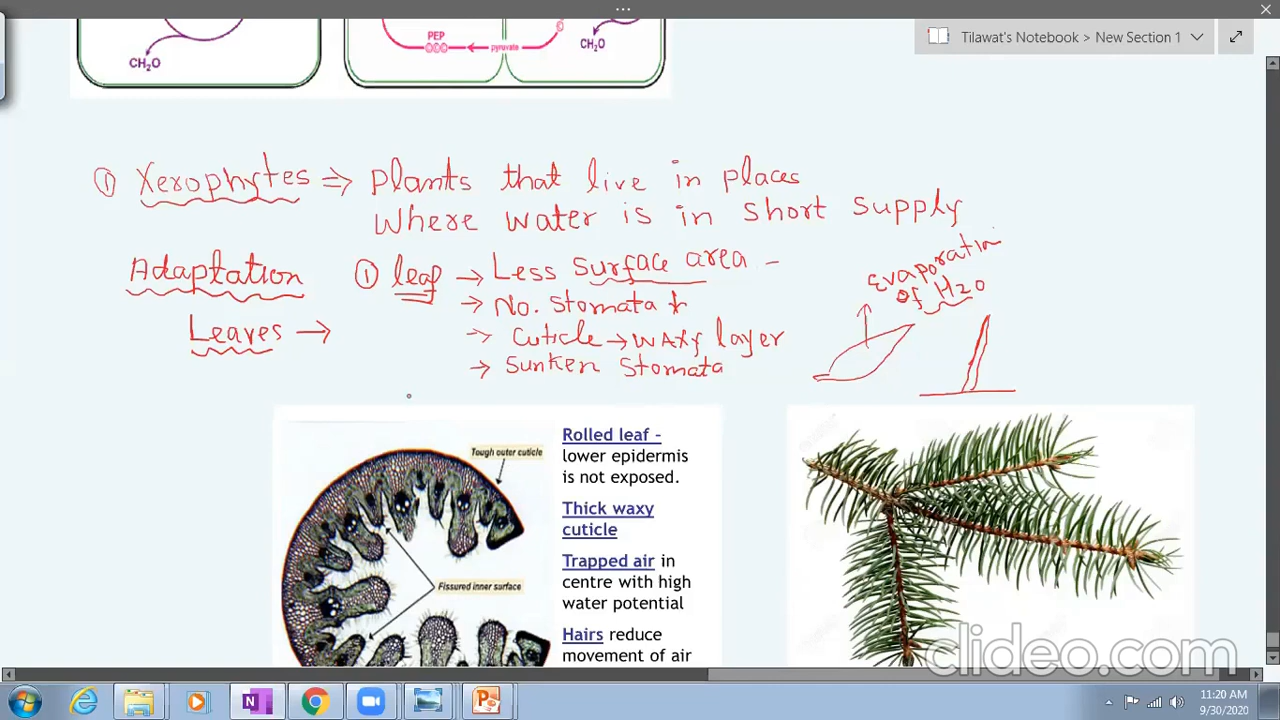 Tilawat's Notebook > New Section 1
PEP
pyruvate
CH₂O
CH₂O
① Xerophytes ⇒ Plants that live in places
where water is in short supply
Adaptation ① leaf → Less surface area -
→ No. Stomata ↓
Leaves →
→ Cuticle → waxy layer
→ Sunken Stomata
Evaporation
of H₂O
Tough outer cuticle
Fissured inner surface
Rolled leaf -
lower epidermis
is not exposed.
Thick waxy
cuticle
Trapped air in
centre with high
water potential
Hairs reduce
movement of air
clideo.com
11:20 AM
9/30/2020